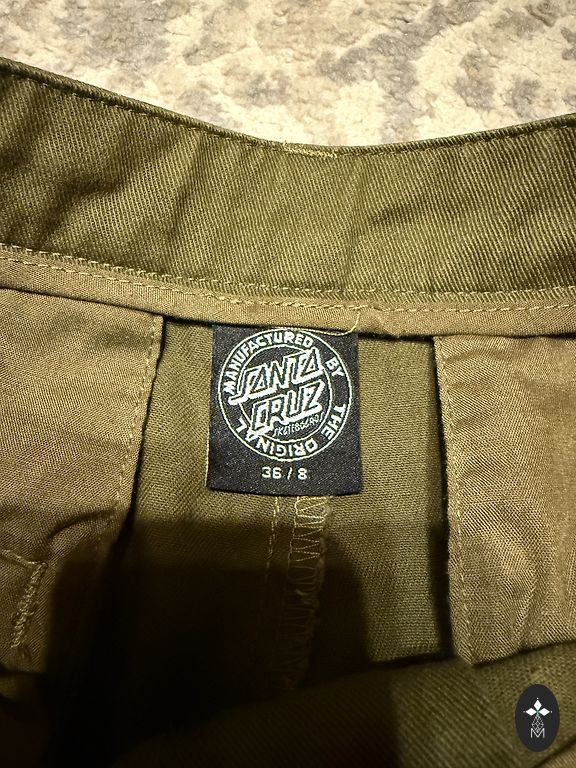 MANUFACTURED BY THE ORIGINAL
SANTA
CRUZ
SKATEBOARDS
36 / 8
M